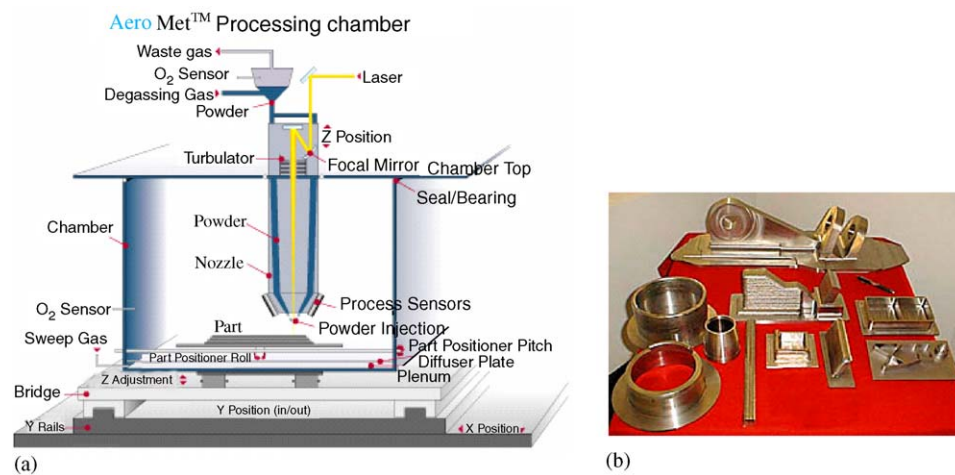 Aero Met™ Processing chamber
Waste gas
O2 Sensor
Laser
Degassing Gas
Powder
Z Position
Turbulator
Focal Mirror
Chamber Top
Seal/Bearing
Chamber
Powder
Nozzle
O2 Sensor
Process Sensors
Powder Injection
Part
Sweep Gas
Part Positioner Roll
Part Positioner Pitch
Diffuser Plate
Plenum
Z Adjustment
Bridge
Y Position (in/out)
Y Rails
X Position
(a)
(b)